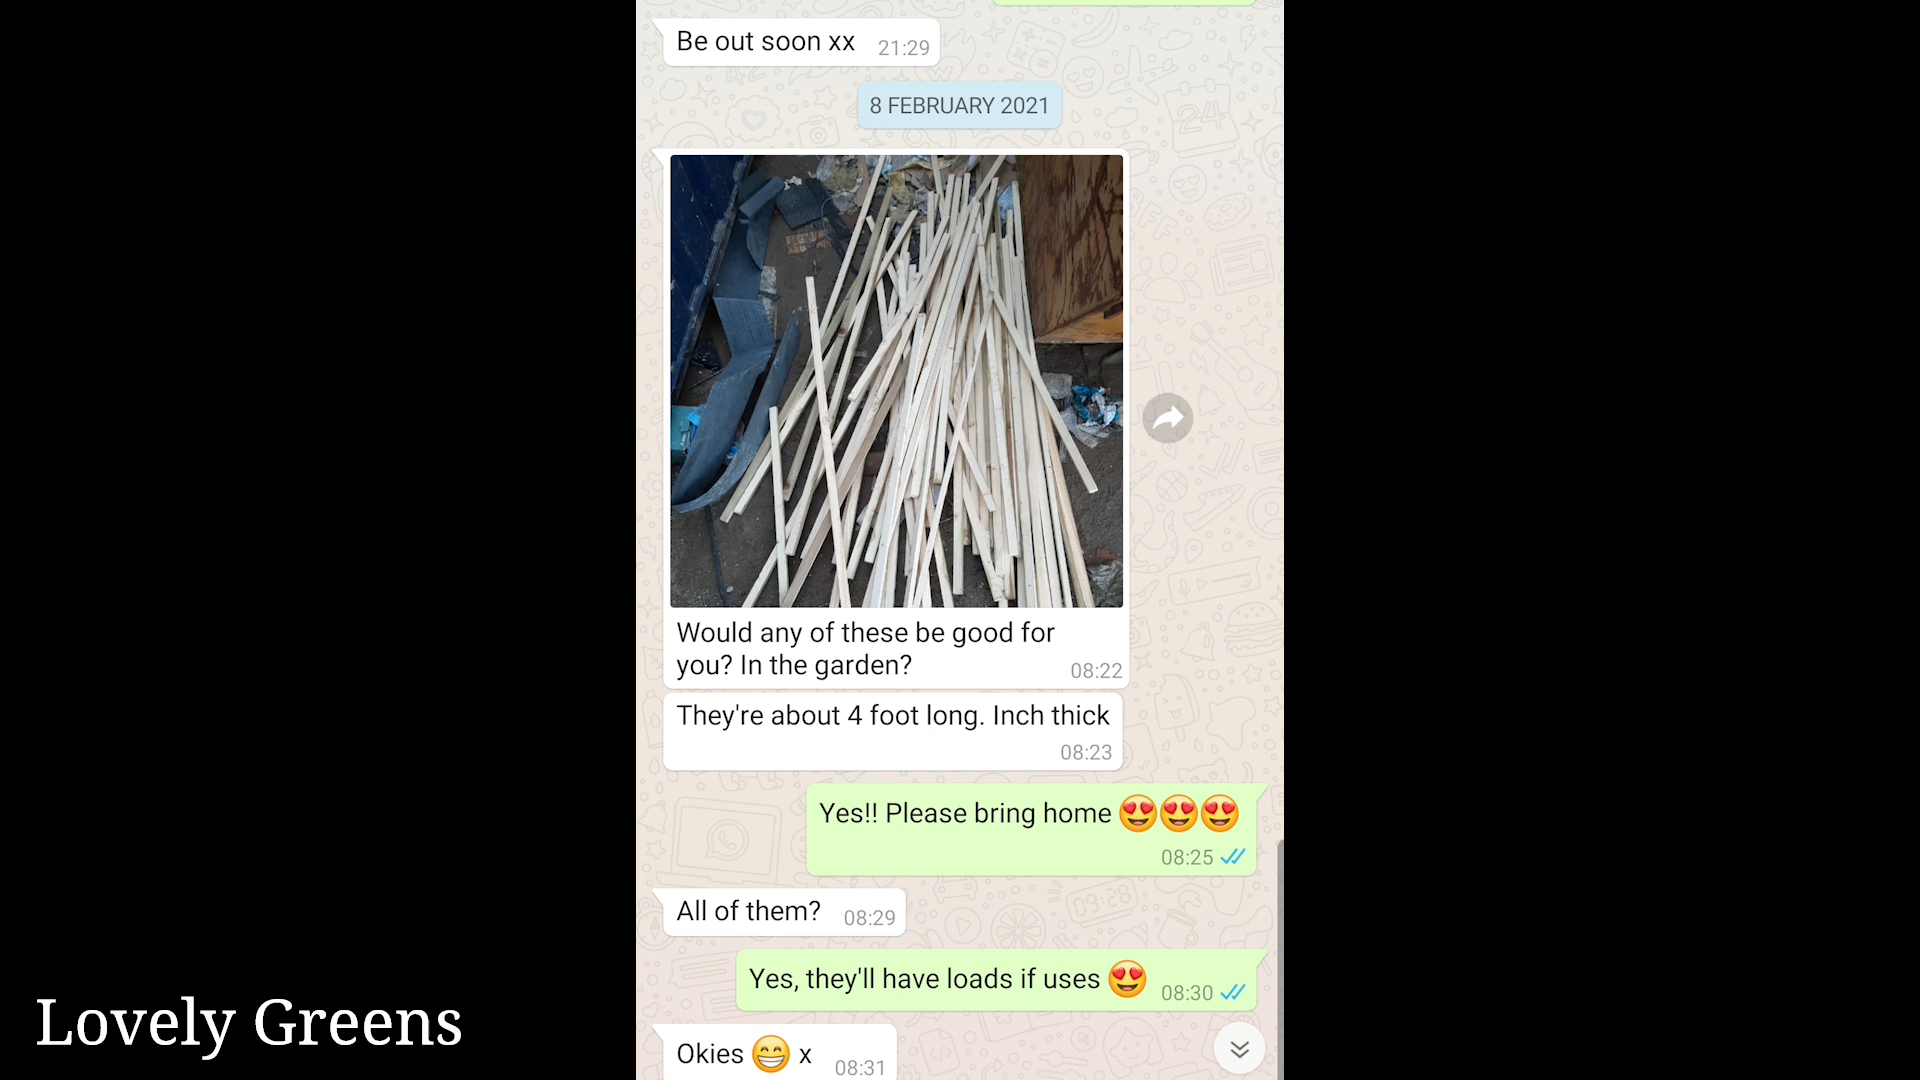 Be out soon xx 21:29
8 FEBRUARY 2021
Would any of these be good for
you? In the garden? 08:22
They're about 4 foot long. Inch thick
08:23
Yes!! Please bring home 😍😍😍
08:25
All of them? 08:29
Yes, they'll have loads if uses 😍 08:30
Okies 😁 x 08:31
Lovely Greens